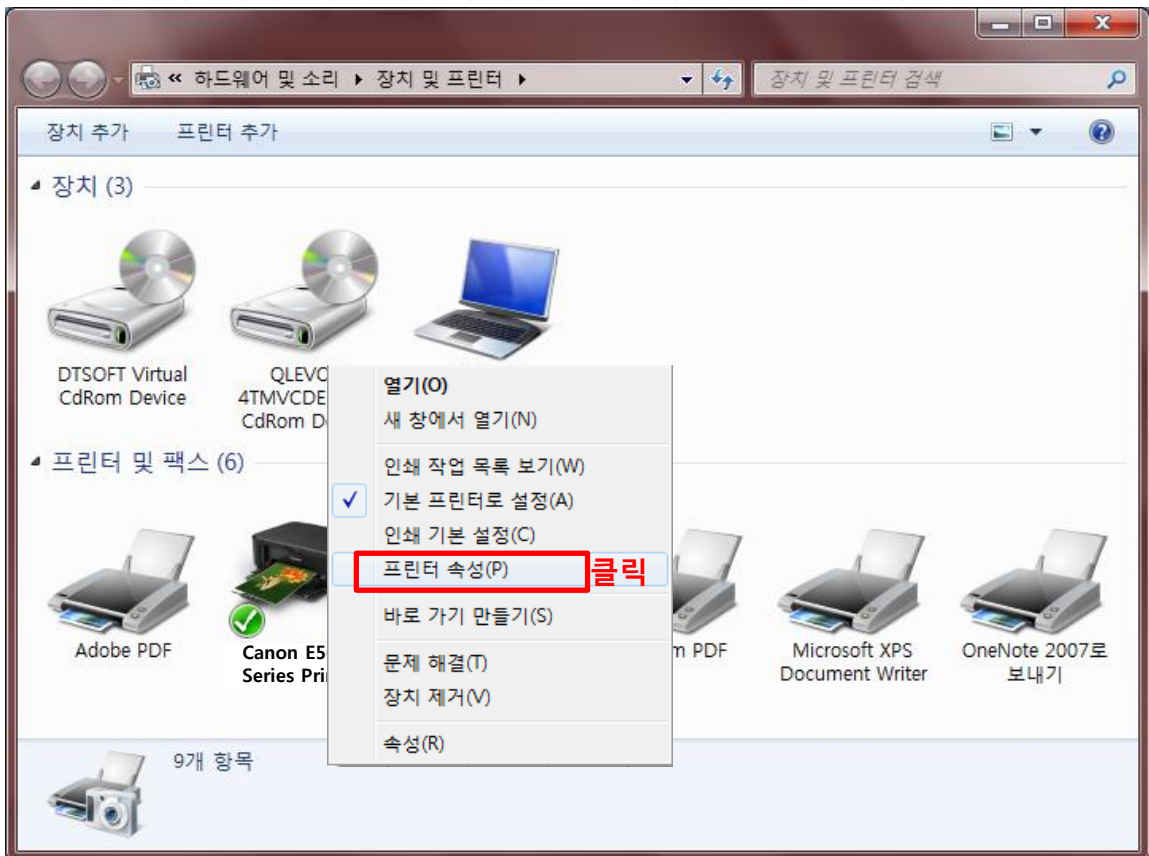 « 하드웨어 및 소리 ▸ 장치 및 프린터 ▸
장치 및 프린터 검색
장치 추가 프린터 추가
장치 (3)
DTSOFT Virtual
CdRom Device
QLEVO
4TMVCDE
CdRom D
열기(O)
새 창에서 열기(N)
인쇄 작업 목록 보기(W)
기본 프린터로 설정(A)
인쇄 기본 설정(C)
프린터 속성(P)
클릭
바로 가기 만들기(S)
문제 해결(T)
장치 제거(V)
속성(R)
프린터 및 팩스 (6)
Adobe PDF
Canon E5
Series Pri
m PDF
Microsoft XPS
Document Writer
OneNote 2007로
보내기
9개 항목